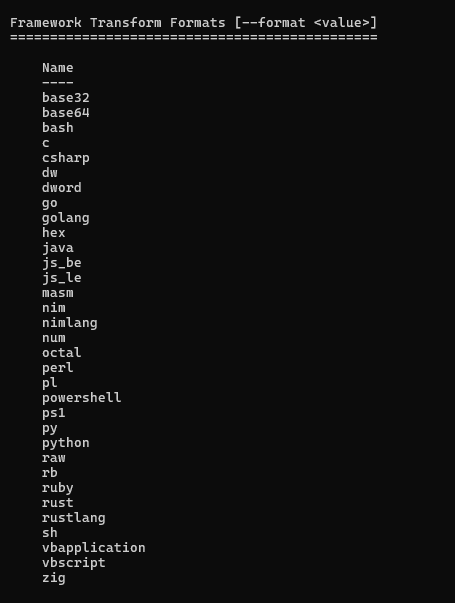 Framework Transform Formats [--format <value>]
==============================================
Name
----
base32
base64
bash
c
csharp
dw
dword
go
golang
hex
java
js_be
js_le
masm
nim
nimlang
num
octal
perl
pl
powershell
ps1
py
python
raw
rb
ruby
rust
rustlang
sh
vbapplication
vbscript
zig